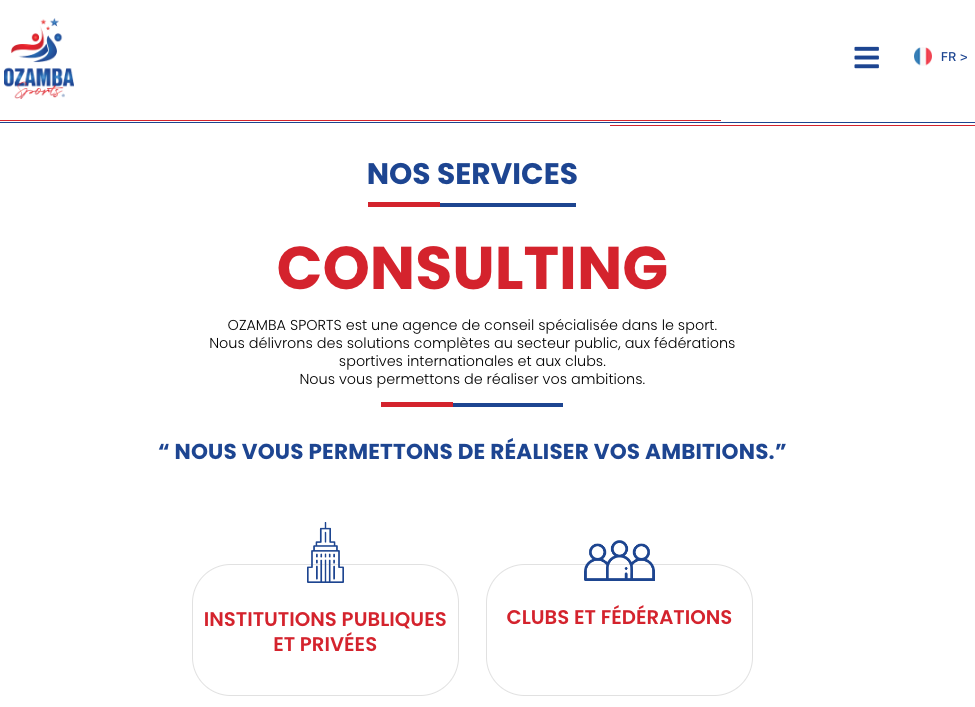 OZAMBA
Sports
FR >
NOS SERVICES
CONSULTING
OZAMBA SPORTS est une agence de conseil spécialisée dans le sport.
Nous délivrons des solutions complètes au secteur public, aux fédérations
sportives internationales et aux clubs.
Nous vous permettons de réaliser vos ambitions.
“ NOUS VOUS PERMETTONS DE RÉALISER VOS AMBITIONS.”
INSTITUTIONS PUBLIQUES
ET PRIVÉES
CLUBS ET FÉDÉRATIONS